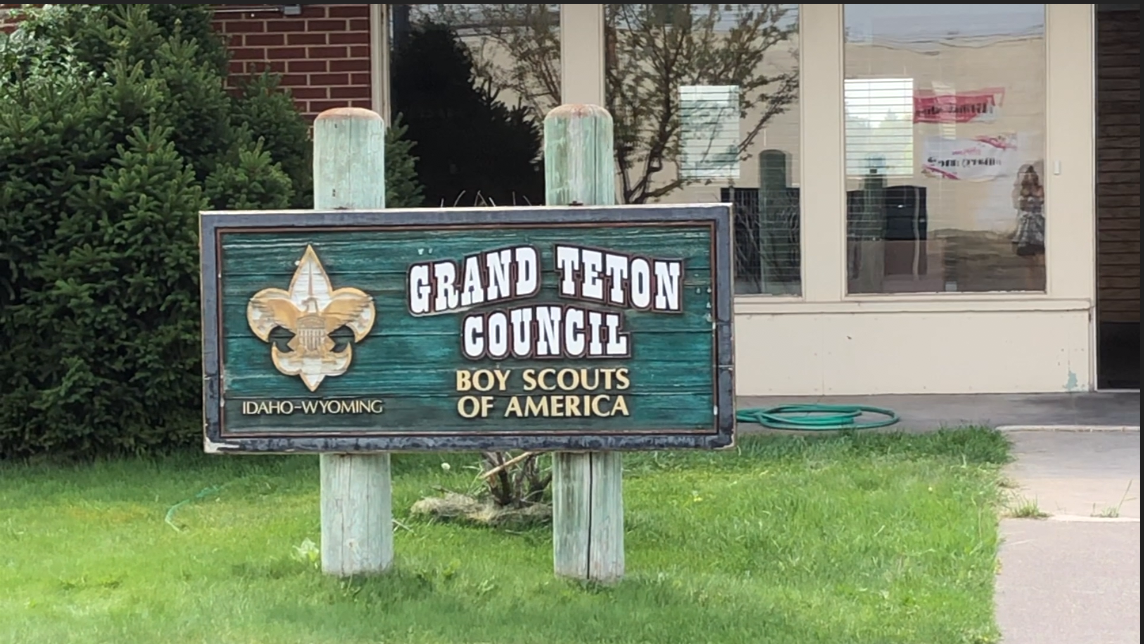 GRAND TETON
COUNCIL
BOY SCOUTS
OF AMERICA
IDAHO-WYOMING